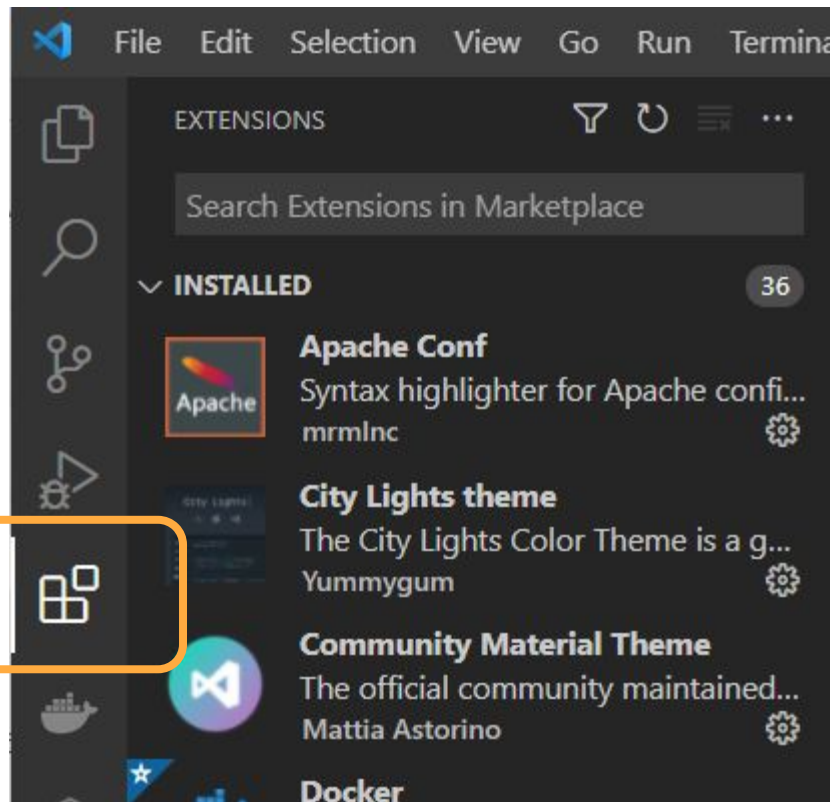 File Edit Selection View Go Run Termina
EXTENSIONS
Search Extensions in Marketplace
INSTALLED 36
Apache Conf
Apache
Syntax highlighter for Apache confi...
mrmlnc
City Lights theme
City Lights
The City Lights Color Theme is a g...
Yummygum
Community Material Theme
The official community maintained...
Mattia Astorino
Docker